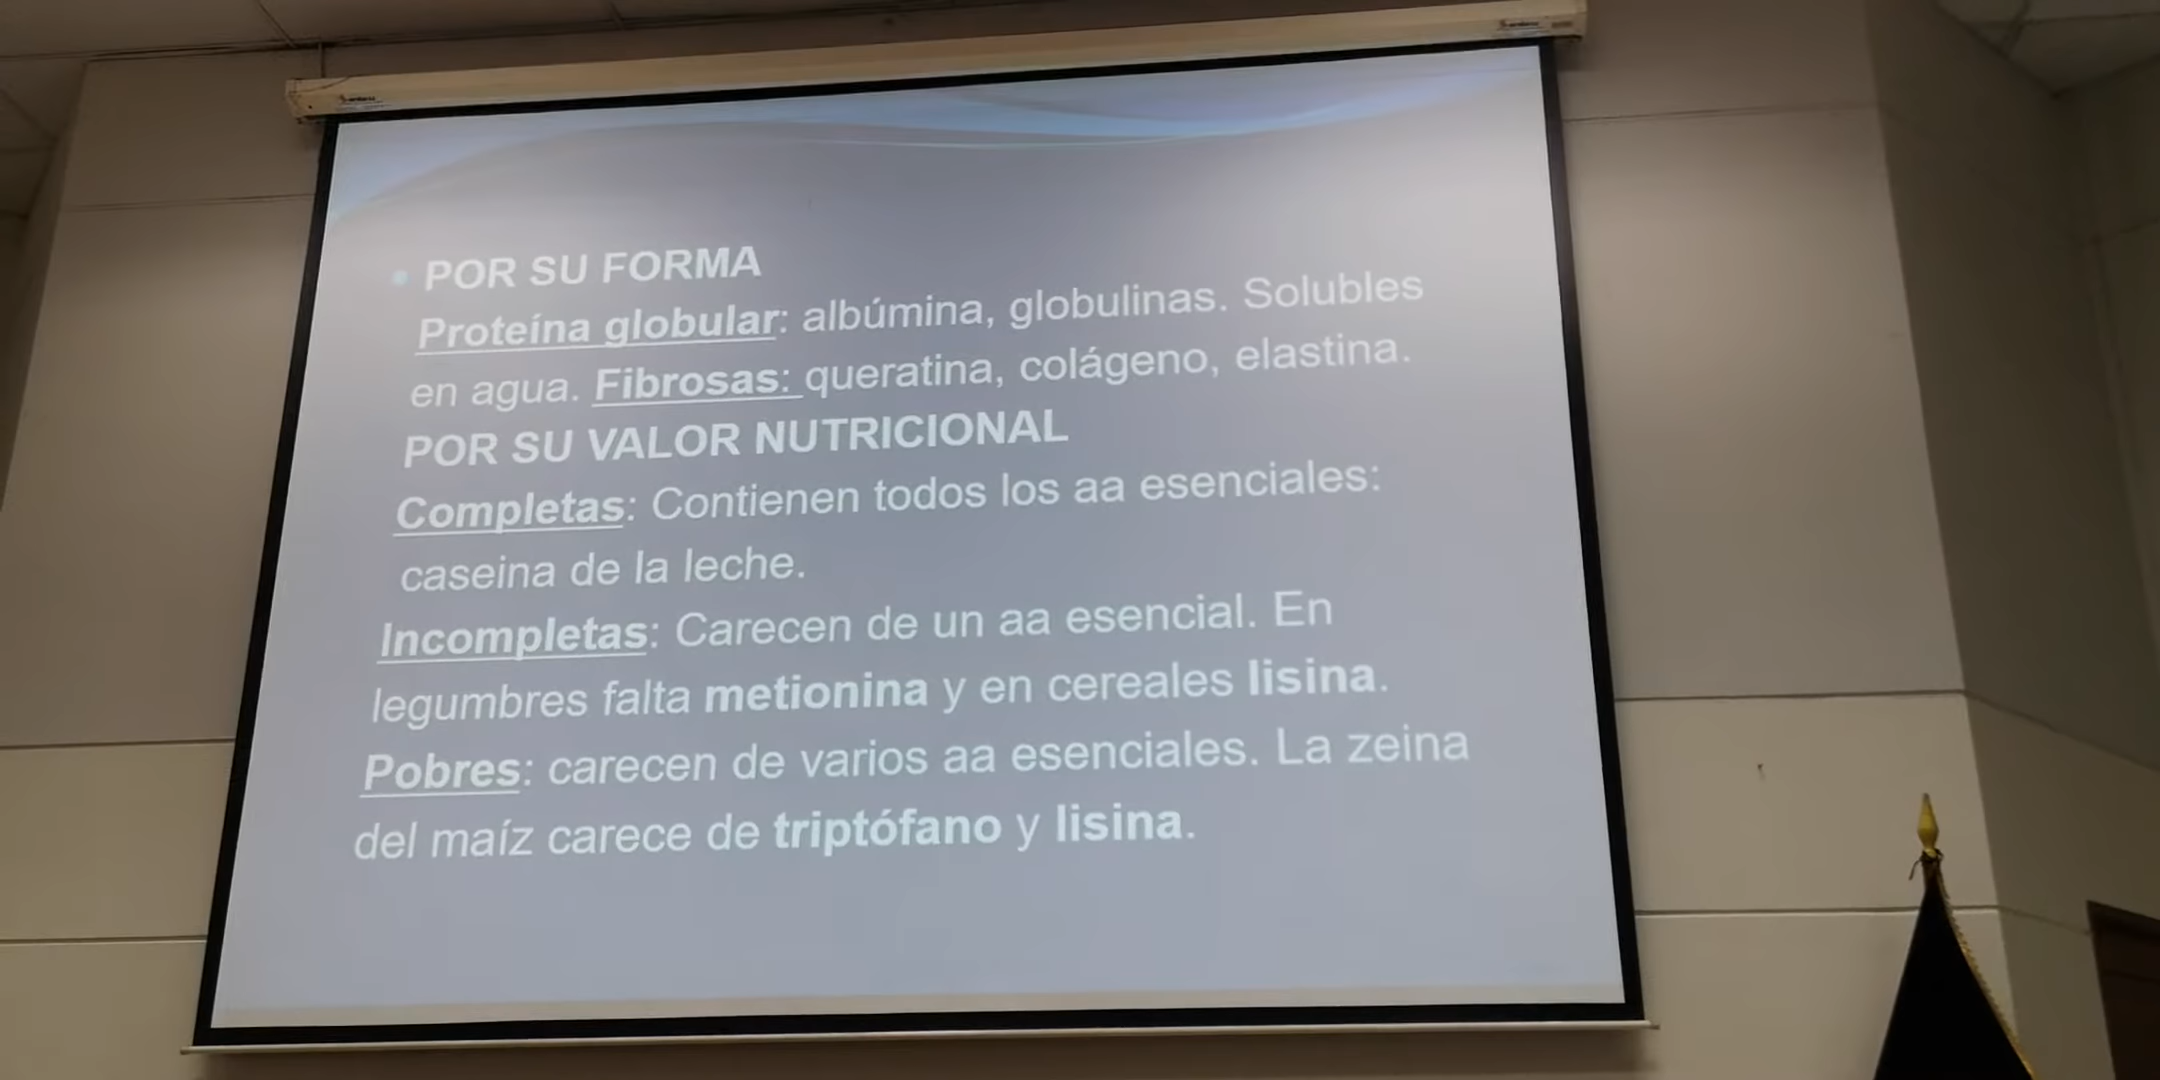 • POR SU FORMA
Proteína globular: albúmina, globulinas. Solubles
en agua. Fibrosas: queratina, colágeno, elastina.
POR SU VALOR NUTRICIONAL
Completas: Contienen todos los aa esenciales:
caseina de la leche.
Incompletas: Carecen de un aa esencial. En
legumbres falta metionina y en cereales lisina.
Pobres: carecen de varios aa esenciales. La zeina
del maíz carece de triptófano y lisina.